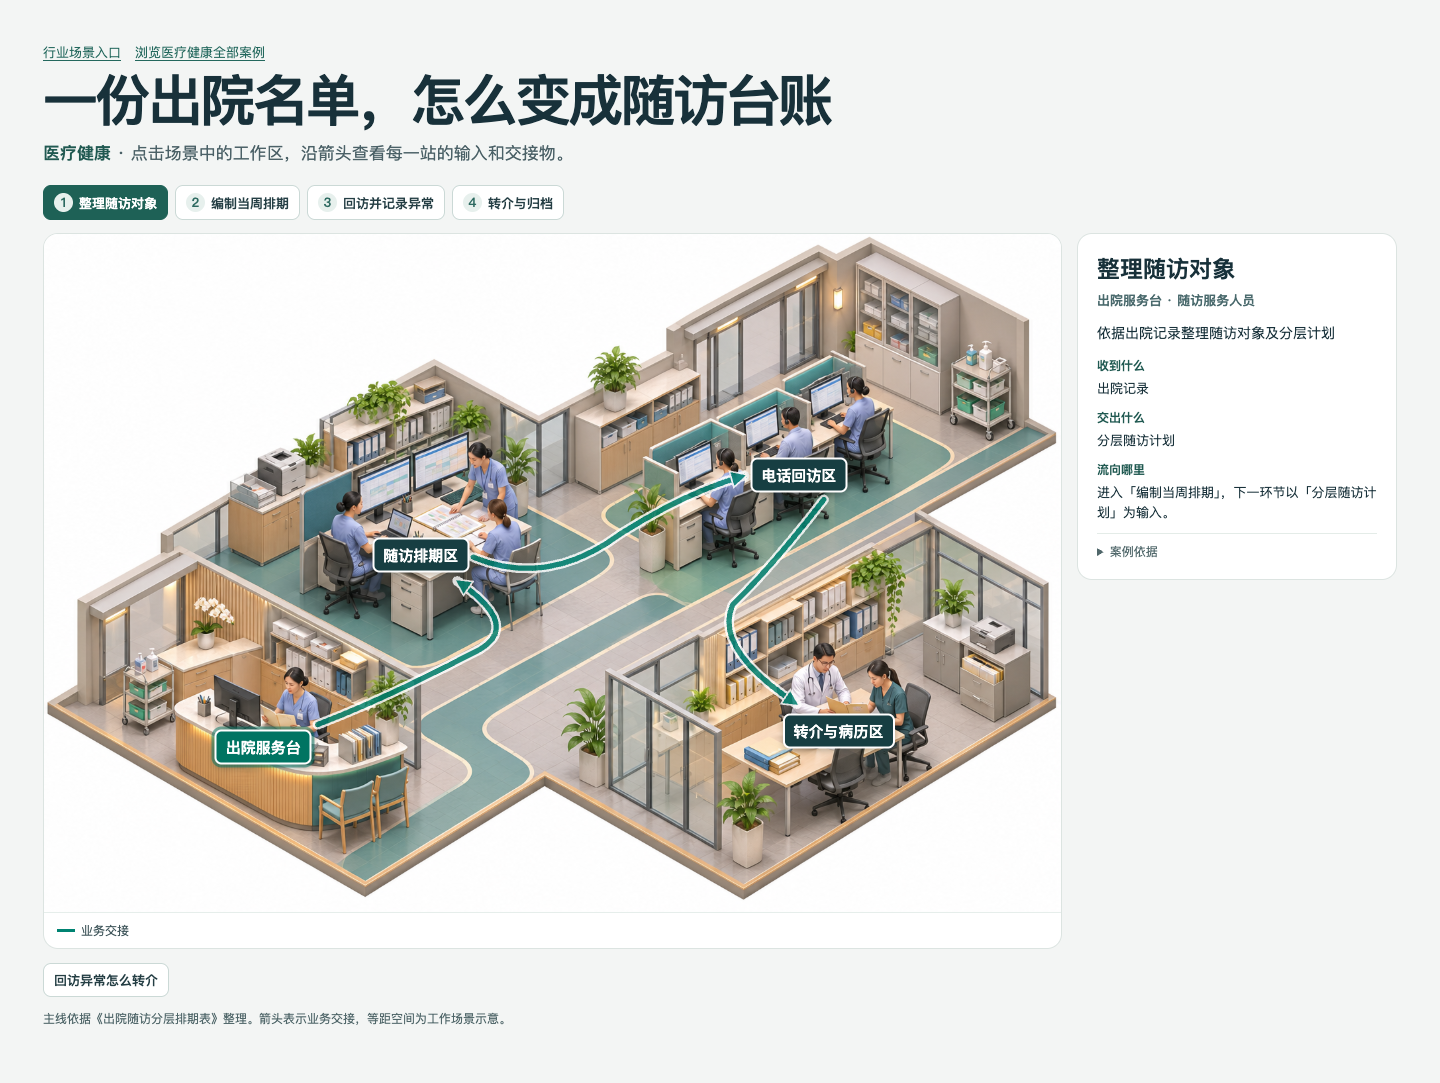 行业场景入口 浏览医疗健康全部案例
一份出院名单，怎么变成随访台账
医疗健康 · 点击场景中的工作区，沿箭头查看每一站的输入和交接物。
1 整理随访对象 2 编制当周排期 3 回访并记录异常 4 转介与归档
电话回访区
随访排期区
出院服务台
转介与病历区
业务交接
整理随访对象
出院服务台 · 随访服务人员
依据出院记录整理随访对象及分层计划
收到什么
出院记录
交出什么
分层随访计划
流向哪里
进入「编制当周排期」，下一环节以「分层随访计
划」为输入。
案例依据
回访异常怎么转介
主线依据《出院随访分层排期表》整理。箭头表示业务交接，等距空间为工作场景示意。